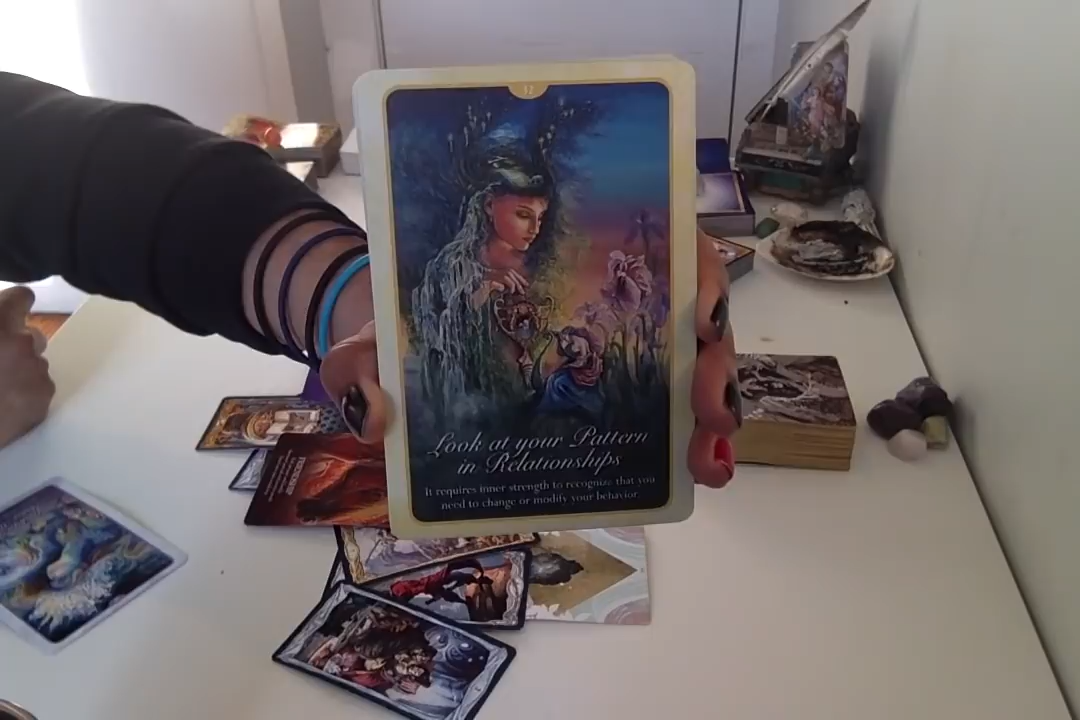 52
Look at your Pattern
in Relationships
It requires inner strength to recognize that you
need to change or modify your behavior